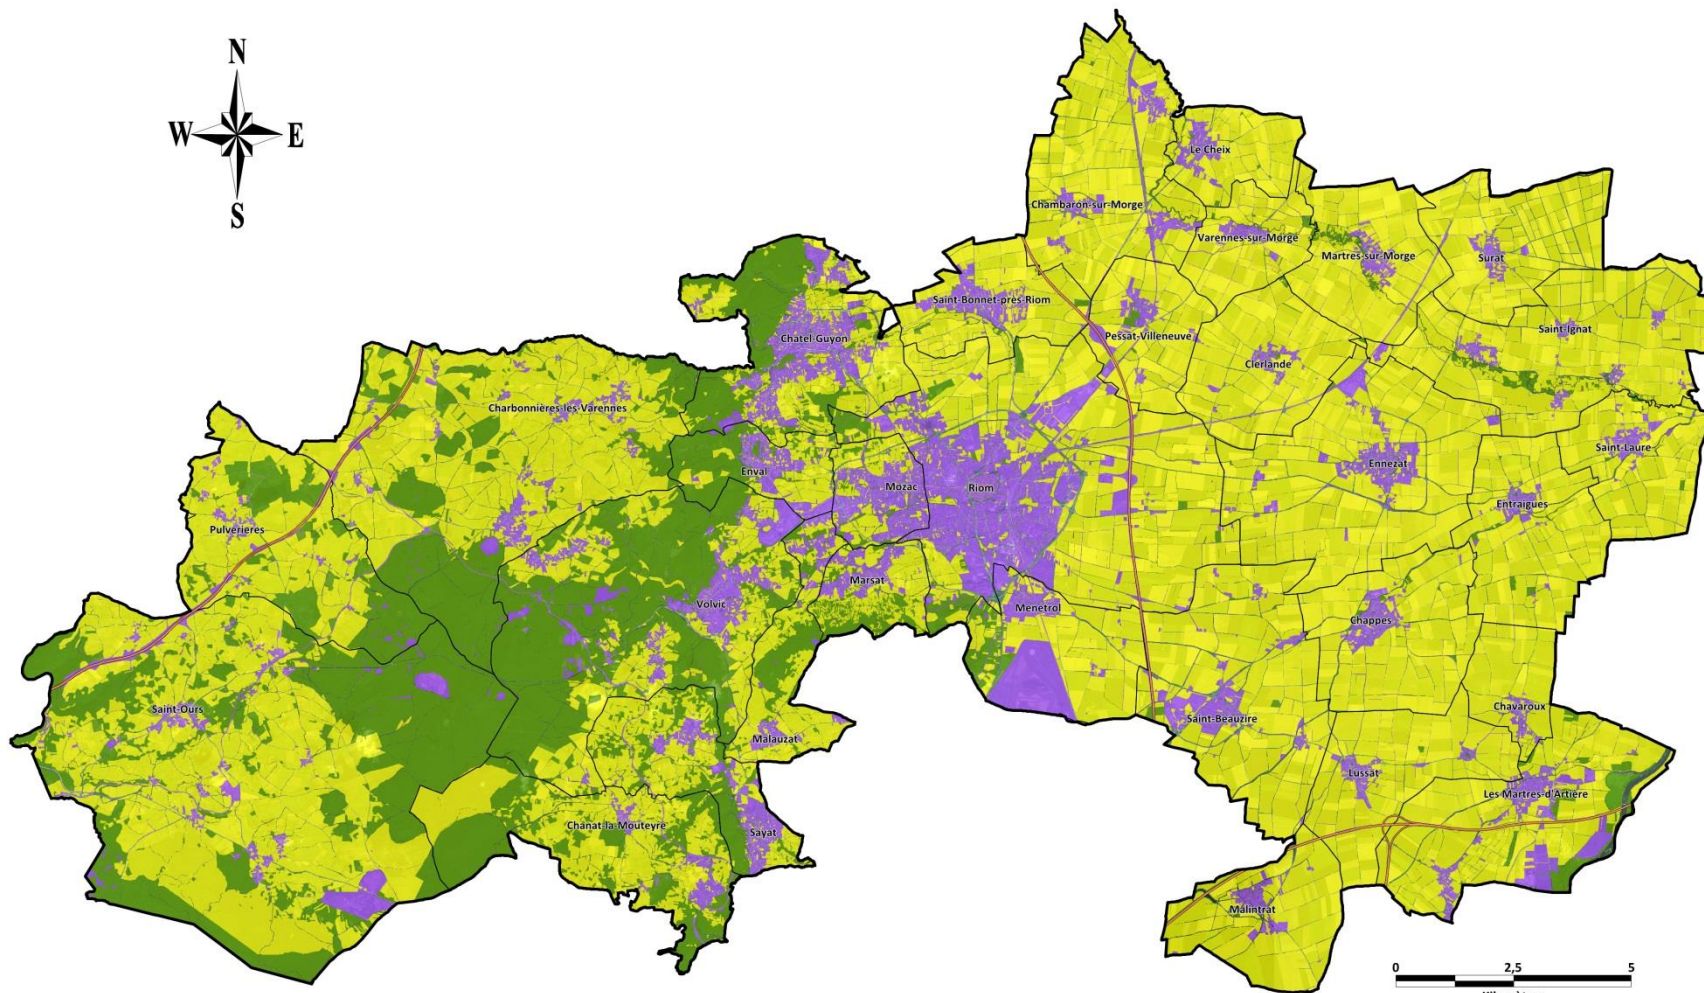 N
W E
S
Le Cheix
Chambaron-sur-Morge
Varennes-sur-Morge
Martres-sur-Morge
Surat
Saint-Bonnet-près-Riom
Saint-Ignat
Châtel-Guyon
Pessat-Villeneuve
Clerlande
Charbonnières-les-Varennes
Saint-Laure
Enval
Ennezat
Mozac
Riom
Entraigues
Pulverières
Marsat
Volvic
Menetrol
Chappes
Saint-Ours
Chavaroux
Saint-Beauzire
Malauzat
Lussat
Les Martres-d'Artière
Chanat-la-Mouteyre
Sayat
Malintrat
0 2,5 5